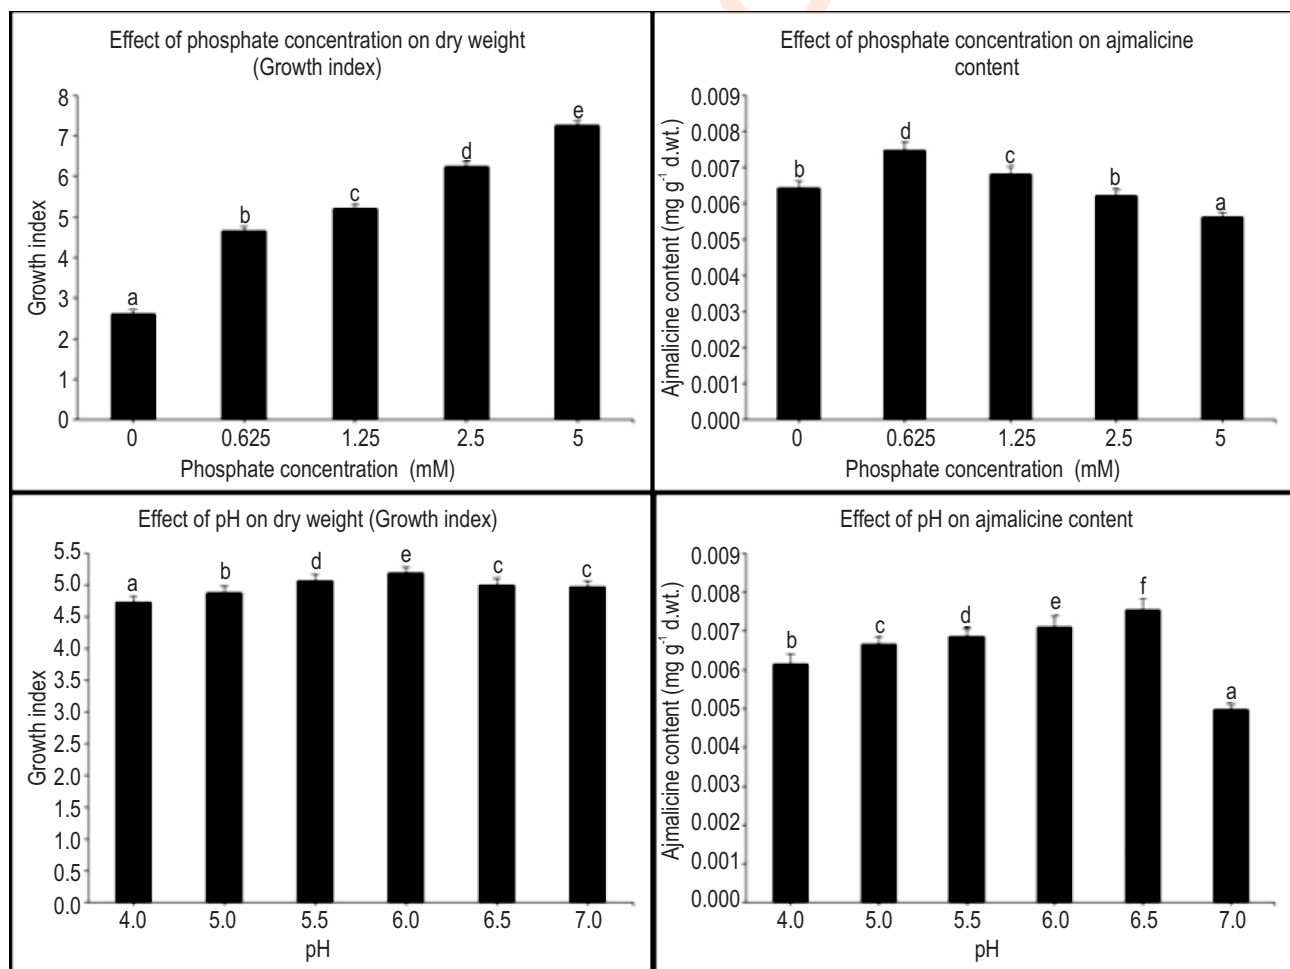 Effect of phosphate concentration on dry weight
(Growth index)
8
7
6
5
4
3
2
1
0
Growth index
a
b
c
d
e
0 0.625 1.25 2.5 5
Phosphate concentration (mM)
Effect of phosphate concentration on ajmalicine
content
0.009
0.008
0.007
0.006
0.005
0.004
0.003
0.002
0.001
0.000
Ajmalicine content (mg g⁻¹ d.wt.)
b
d
c
b
a
0 0.625 1.25 2.5 5
Phosphate concentration (mM)
Effect of pH on dry weight (Growth index)
5.5
5.0
4.5
4.0
3.5
3.0
2.5
2.0
1.5
1.0
0.5
0.0
Growth index
a
b
d
e
c
c
4.0 5.0 5.5 6.0 6.5 7.0
pH
Effect of pH on ajmalicine content
0.009
0.008
0.007
0.006
0.005
0.004
0.003
0.002
0.001
0.000
Ajmalicine content (mg g⁻¹ d.wt.)
b
c
d
e
f
a
4.0 5.0 5.5 6.0 6.5 7.0
pH